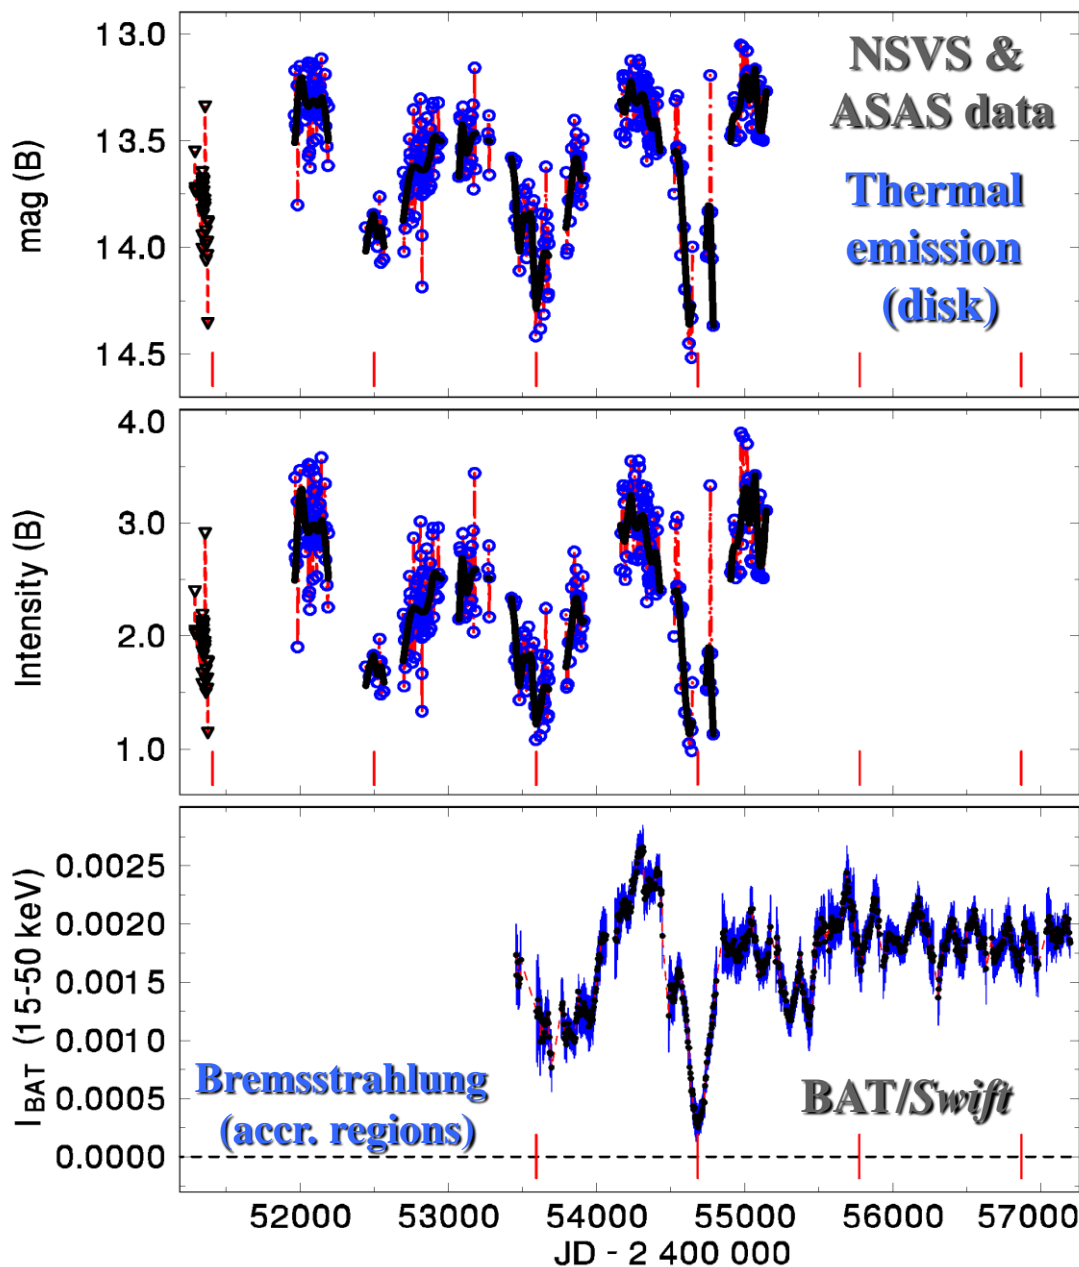 13.0
13.5
14.0
14.5
mag (B)
NSVS &
ASAS data
Thermal
emission
(disk)
4.0
3.0
2.0
1.0
Intensity (B)
0.0025
0.0020
0.0015
0.0010
0.0005
0.0000
I BAT (15-50 keV)
Bremsstrahlung
(accr. regions)
BAT/Swift
52000 53000 54000 55000 56000 57000
JD - 2 400 000